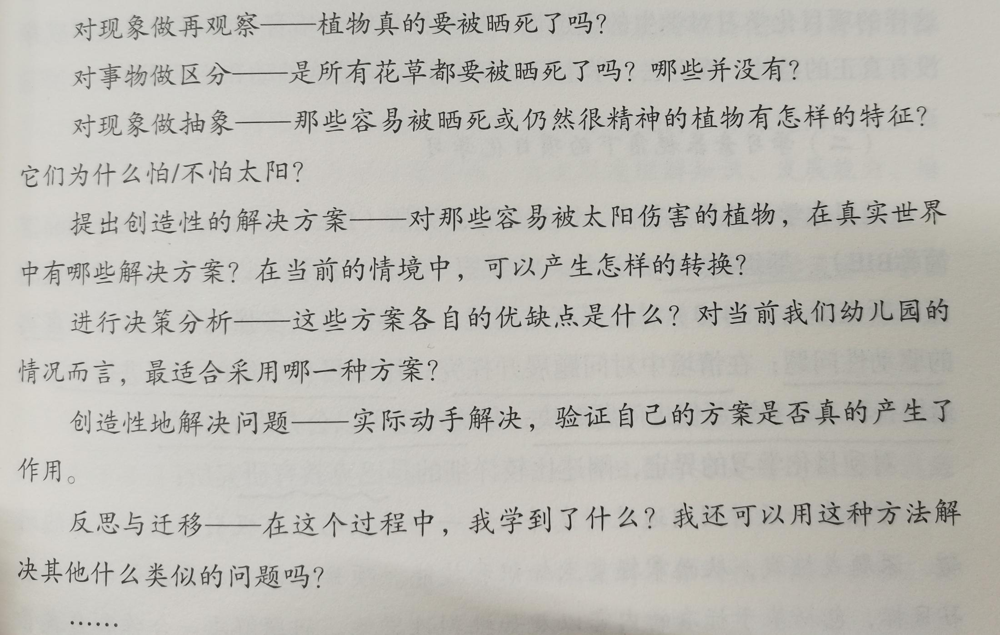 对现象做再观察——植物真的要被晒死了吗？
对事物做区分——是所有花草都要被晒死了吗？哪些并没有？
对现象做抽象——那些容易被晒死或仍然很精神的植物有怎样的特征？
它们为什么怕/不怕太阳？
提出创造性的解决方案——对那些容易被太阳伤害的植物，在真实世界
中有哪些解决方案？在当前的情境中，可以产生怎样的转换？
进行决策分析——这些方案各自的优缺点是什么？对当前我们幼儿园的
情况而言，最适合采用哪一种方案？
创造性地解决问题——实际动手解决，验证自己的方案是否真的产生了
作用。
反思与迁移——在这个过程中，我学到了什么？我还可以用这种方法解
决其他什么类似的问题吗？
……